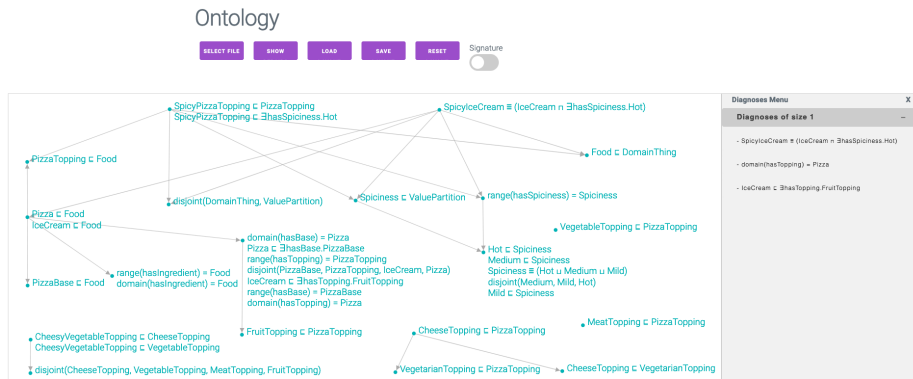 Ontology
SELECT FILE
SHOW
LOAD
SAVE
RESET
Signature
SpicyPizzaTopping ⊑ PizzaTopping
SpicyPizzaTopping ⊑ ∃hasSpiciness.Hot
SpicyIceCream ≡ (IceCream ⊓ ∃hasSpiciness.Hot)
PizzaTopping ⊑ Food
Food ⊑ DomainThing
disjoint(DomainThing, ValuePartition)
Spiciness ⊑ ValuePartition
range(hasSpiciness) = Spiciness
Pizza ⊑ Food
IceCream ⊑ Food
VegetableTopping ⊑ PizzaTopping
domain(hasBase) = Pizza
Pizza ⊑ ∃hasBase.PizzaBase
range(hasTopping) = PizzaTopping
disjoint(PizzaBase, PizzaTopping, IceCream, Pizza)
IceCream ⊑ ∃hasTopping.FruitTopping
range(hasBase) = PizzaBase
domain(hasTopping) = Pizza
Hot ⊑ Spiciness
Medium ⊑ Spiciness
Spiciness ≡ (Hot ⊔ Medium ⊔ Mild)
disjoint(Medium, Mild, Hot)
Mild ⊑ Spiciness
PizzaBase ⊑ Food
range(hasIngredient) = Food
domain(hasIngredient) = Food
CheesyVegetableTopping ⊑ CheeseTopping
CheesyVegetableTopping ⊑ VegetableTopping
FruitTopping ⊑ PizzaTopping
CheeseTopping ⊑ PizzaTopping
MeatTopping ⊑ PizzaTopping
disjoint(CheeseTopping, VegetableTopping, MeatTopping, FruitTopping)
VegetarianTopping ⊑ PizzaTopping
CheeseTopping ⊑ VegetarianTopping
Diagnoses Menu
X
Diagnoses of size 1
–
- SpicyIceCream ≡ (IceCream ⊓ ∃hasSpiciness.Hot)
- domain(hasTopping) = Pizza
- IceCream ⊑ ∃hasTopping.FruitTopping